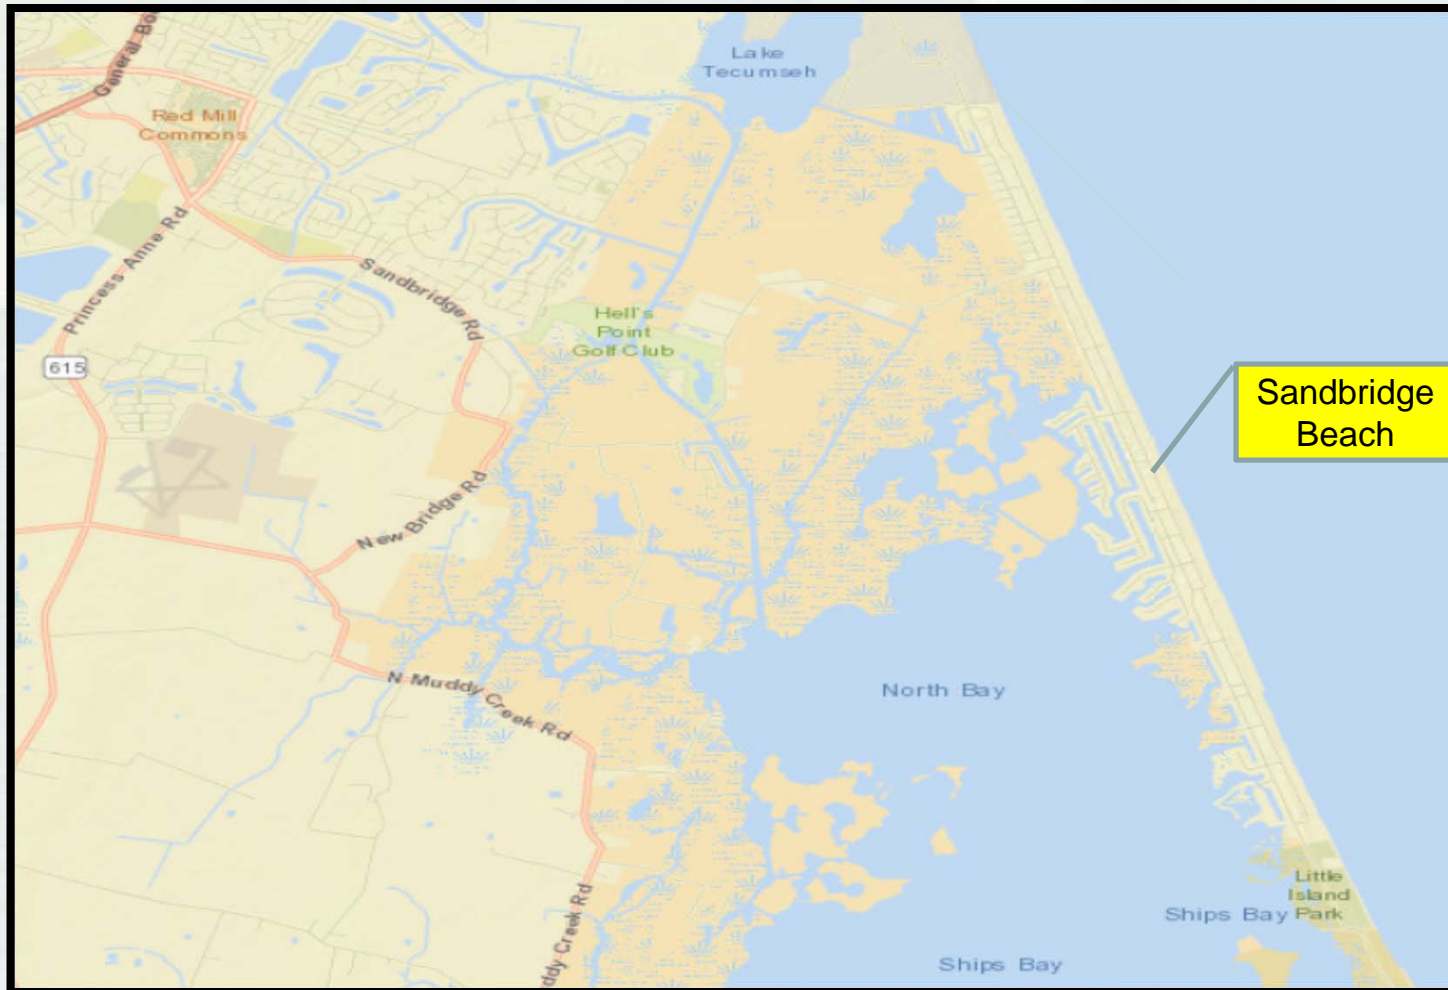 Lake
Tecumseh
General Bo
Red Mill
Commons
Princess Anne Rd
Sandbridge Rd
Hell's
Point
Golf Club
615
Sandbridge
Beach
New Bridge Rd
N Muddy Creek Rd
North Bay
ddy Creek Rd
Little
Island
Park
Ships Bay
Ships Bay